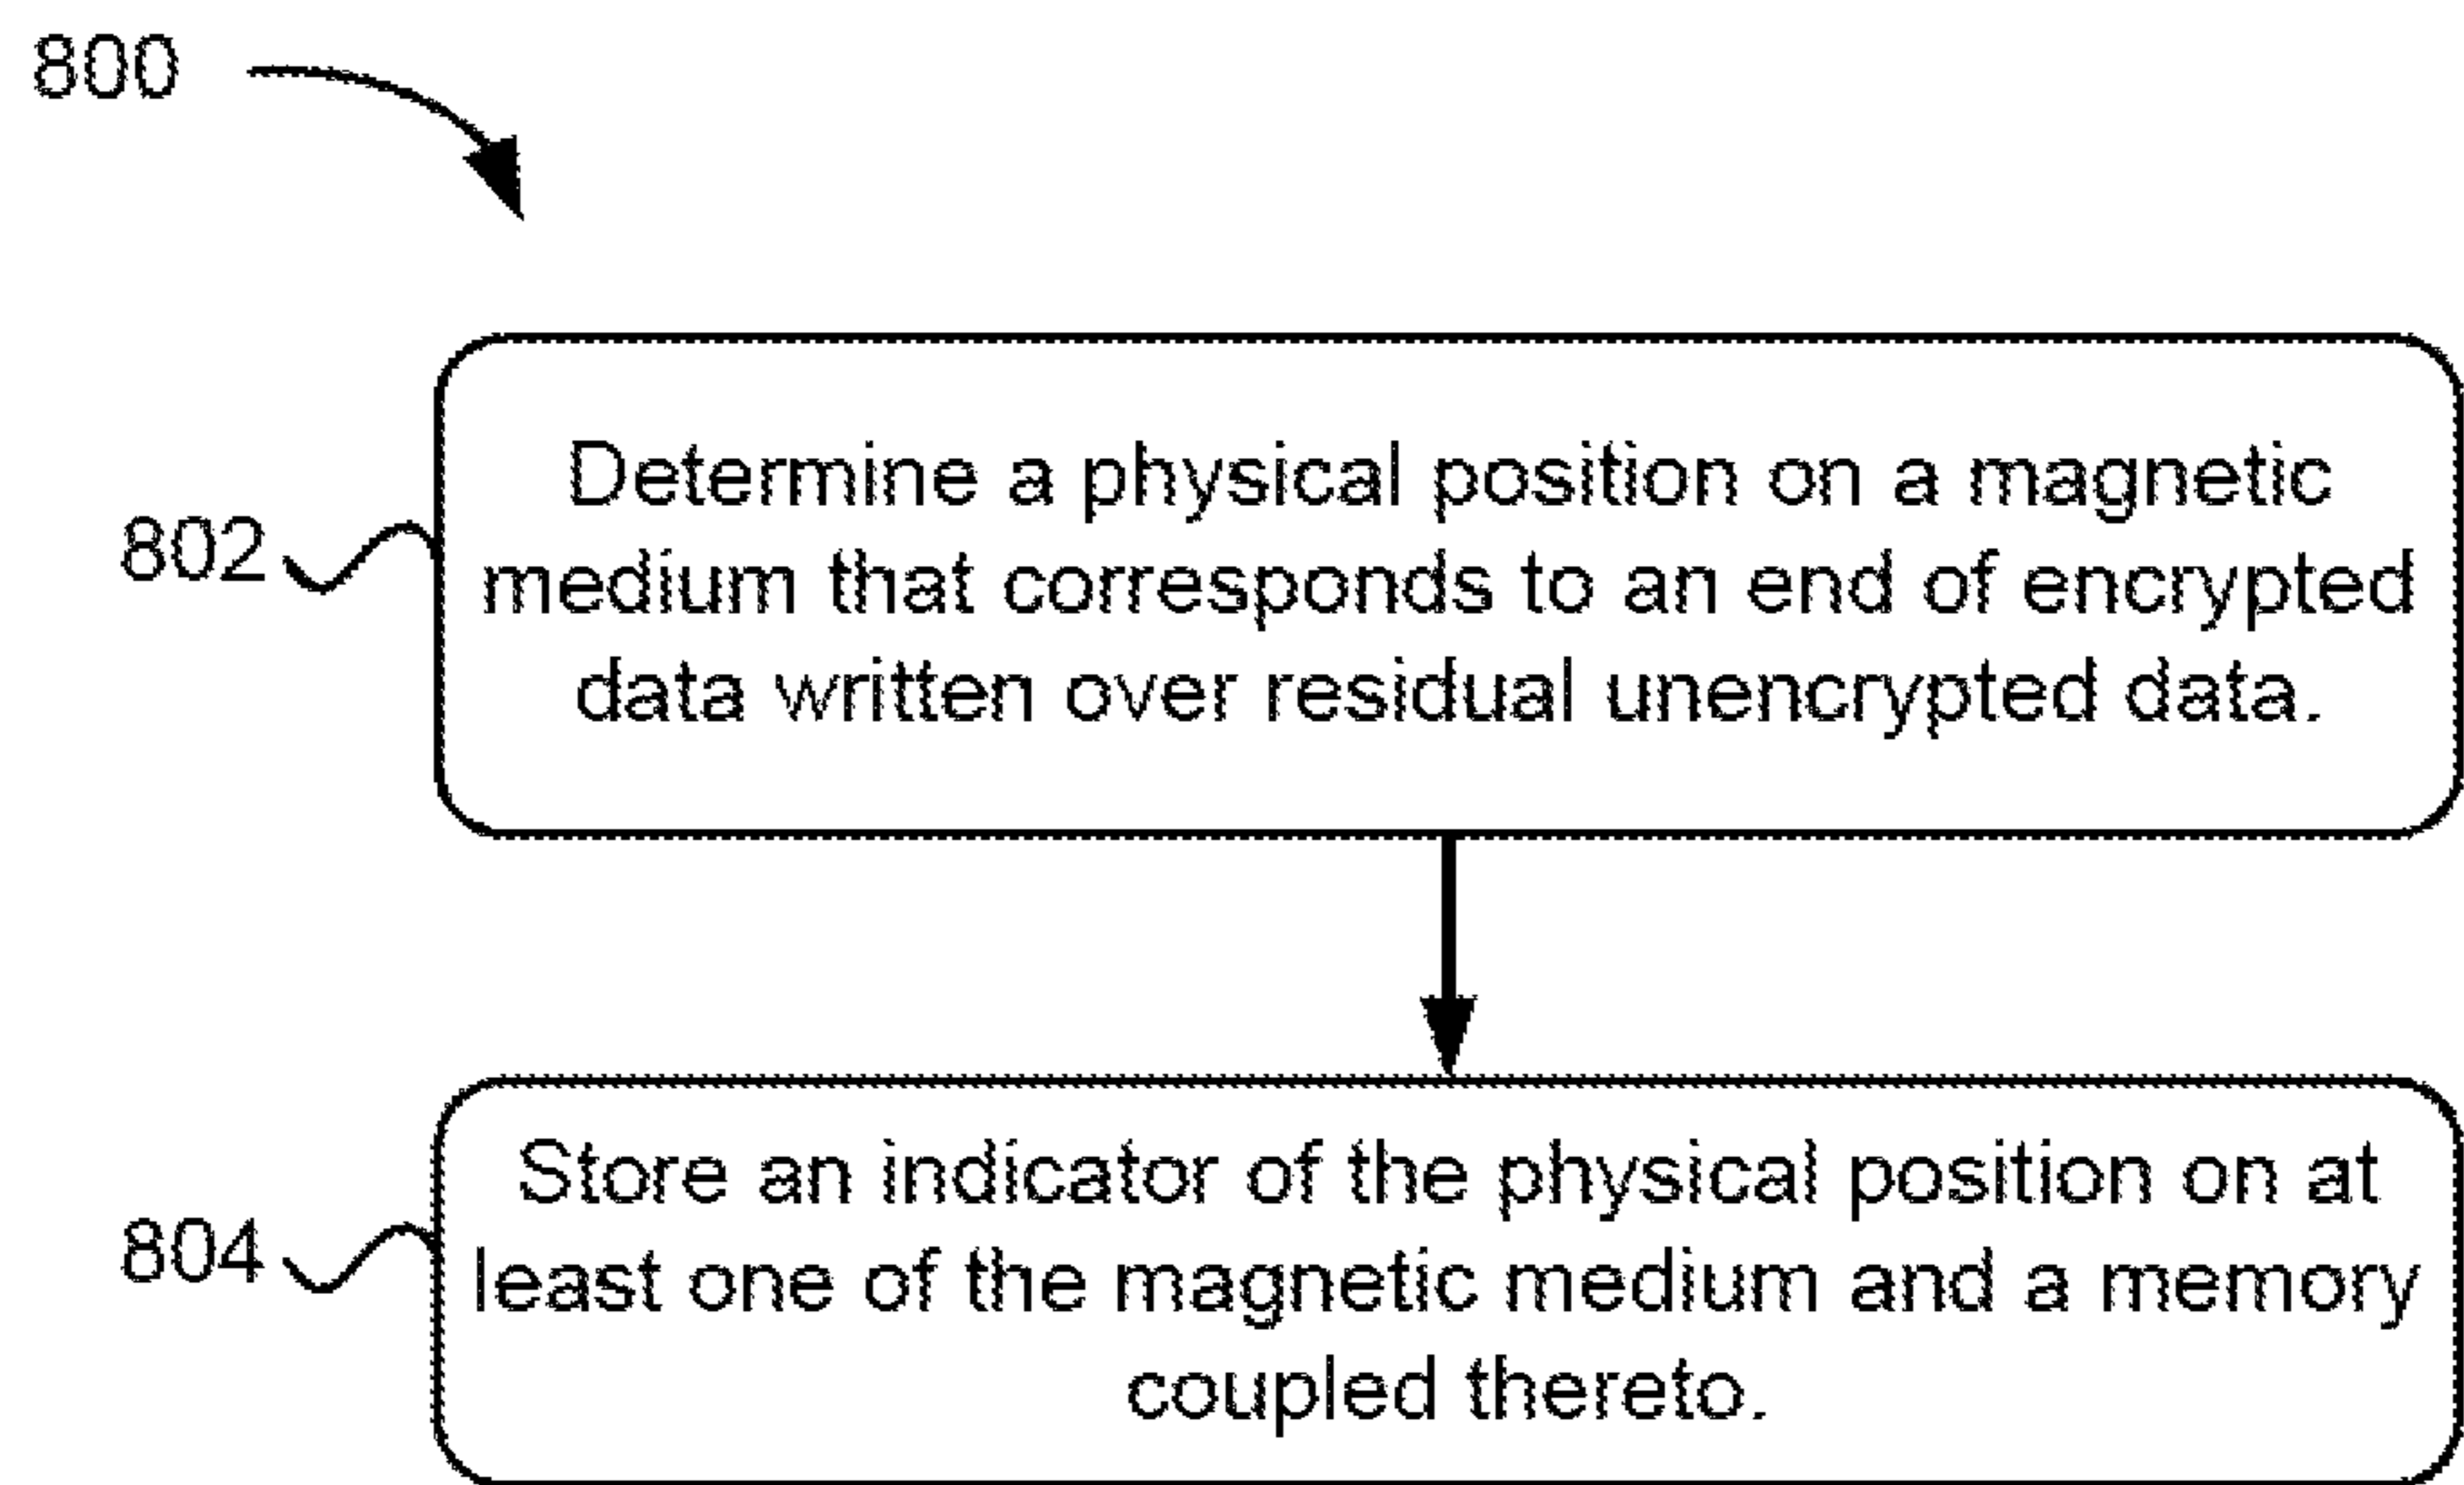 800
802
Determine a physical position on a magnetic
medium that corresponds to an end of encrypted
data written over residual unencrypted data.
804
Store an indicator of the physical position on at
least one of the magnetic medium and a memory
coupled thereto.